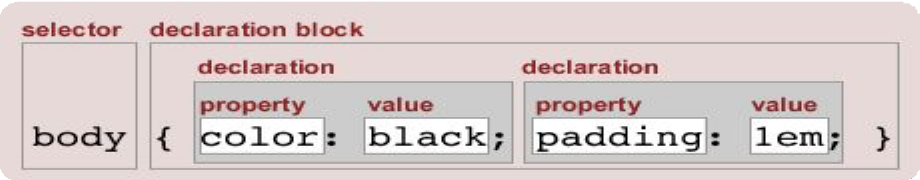 selector declaration block
declaration declaration
property value property value
body { color: black; padding: 1em; }